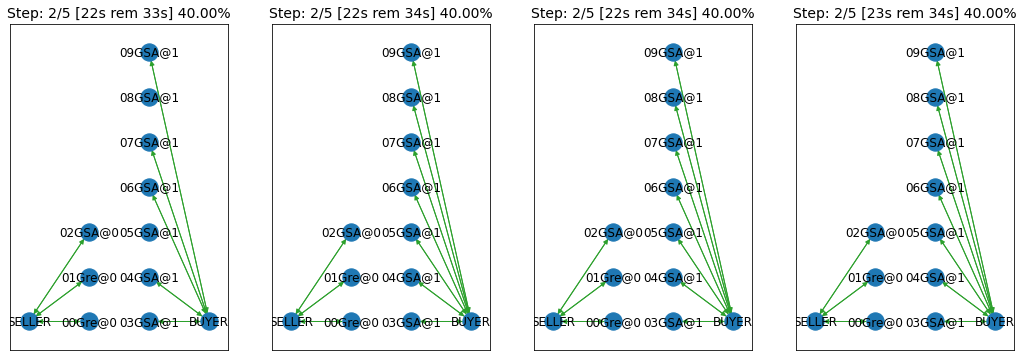 Step: 2/5 [22s rem 33s] 40.00%
09GSA@1
08GSA@1
07GSA@1
06GSA@1
02GSA@0 05GSA@1
01Gre@0 04GSA@1
SELLER 00Gre@0 03GSA@1 BUYER
Step: 2/5 [22s rem 34s] 40.00%
09GSA@1
08GSA@1
07GSA@1
06GSA@1
02GSA@0 05GSA@1
01Gre@0 04GSA@1
SELLER 00Gre@0 03GSA@1 BUYER
Step: 2/5 [22s rem 34s] 40.00%
09GSA@1
08GSA@1
07GSA@1
06GSA@1
02GSA@0 05GSA@1
01Gre@0 04GSA@1
SELLER 00Gre@0 03GSA@1 BUYER
Step: 2/5 [23s rem 34s] 40.00%
09GSA@1
08GSA@1
07GSA@1
06GSA@1
02GSA@0 05GSA@1
01Gre@0 04GSA@1
SELLER 00Gre@0 03GSA@1 BUYER